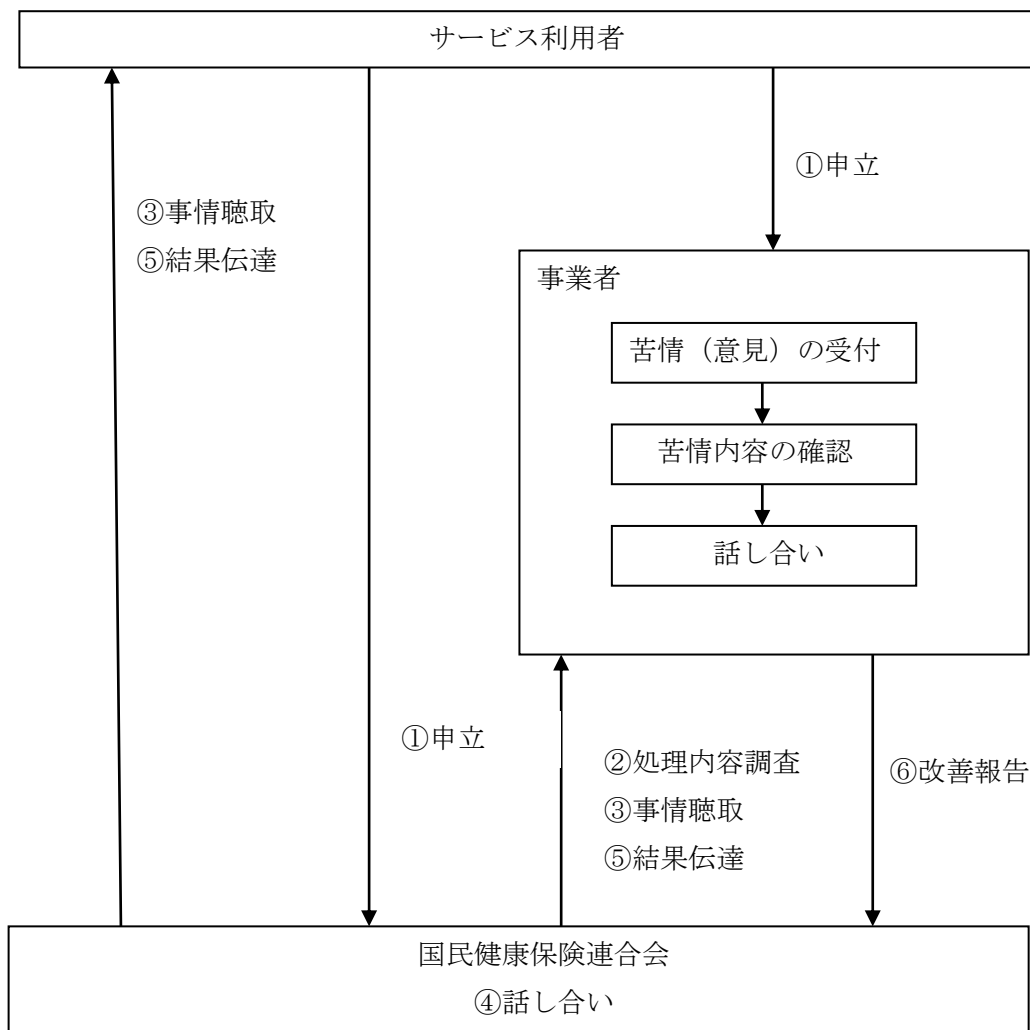 サービス利用者
①申立
③事情聴取
⑤結果伝達
事業者
苦情（意見）の受付
苦情内容の確認
話し合い
①申立
②処理内容調査
③事情聴取
⑤結果伝達
⑥改善報告
国民健康保険連合会
④話し合い